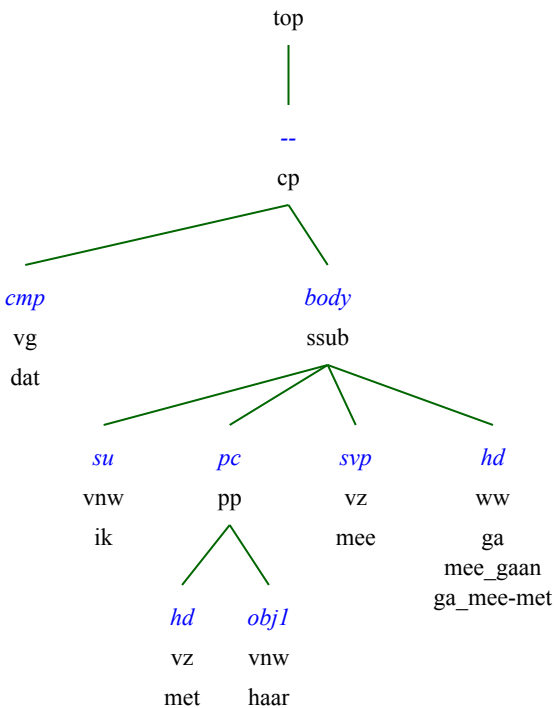 top
--
cp
cmp body
vg ssub
dat
su pc svp hd
vnw pp vz ww
ik mee ga
mee_gaan
ga_mee-met
hd obj1
vz vnw
met haar